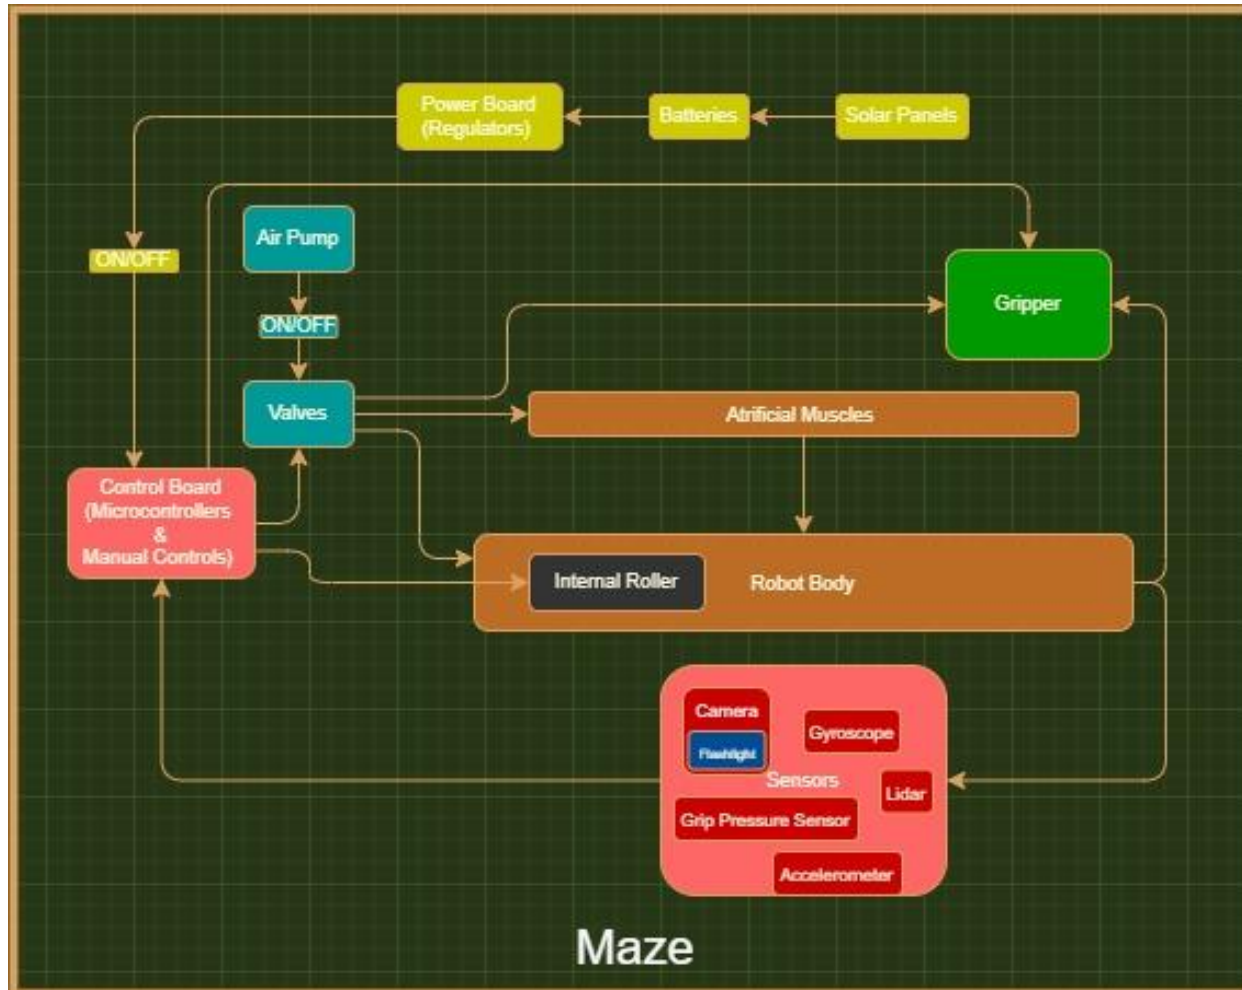 Power Board
(Regulators)
Batteries
Solar Panels
ON/OFF
Air Pump
ON/OFF
Gripper
Valves
Atrificial Muscles
Control Board
(Microcontrollers
&
Manual Controls)
Internal Roller
Robot Body
Camera
Flashlight
Gyroscope
Sensors
Lidar
Grip Pressure Sensor
Accelerometer
Maze